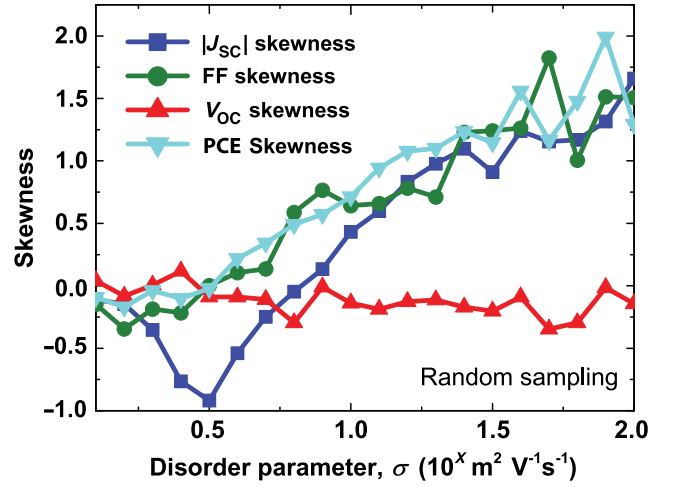 2.0
1.5
1.0
0.5
0.0
−0.5
−1.0
Skewness
|J_SC| skewness
FF skewness
V_OC skewness
PCE Skewness
Random sampling
0.5 1.0 1.5 2.0
Disorder parameter, σ (10^X m² V⁻¹s⁻¹)